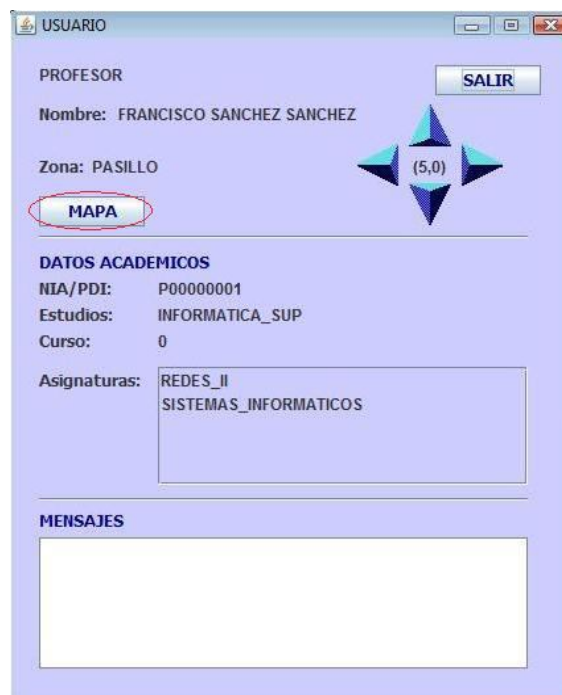 USUARIO
PROFESOR
SALIR
Nombre: FRANCISCO SANCHEZ SANCHEZ
Zona: PASILLO
(5,0)
MAPA
DATOS ACADEMICOS
NIA/PDI: P00000001
Estudios: INFORMATICA_SUP
Curso: 0
Asignaturas: REDES_II
SISTEMAS_INFORMATICOS
MENSAJES